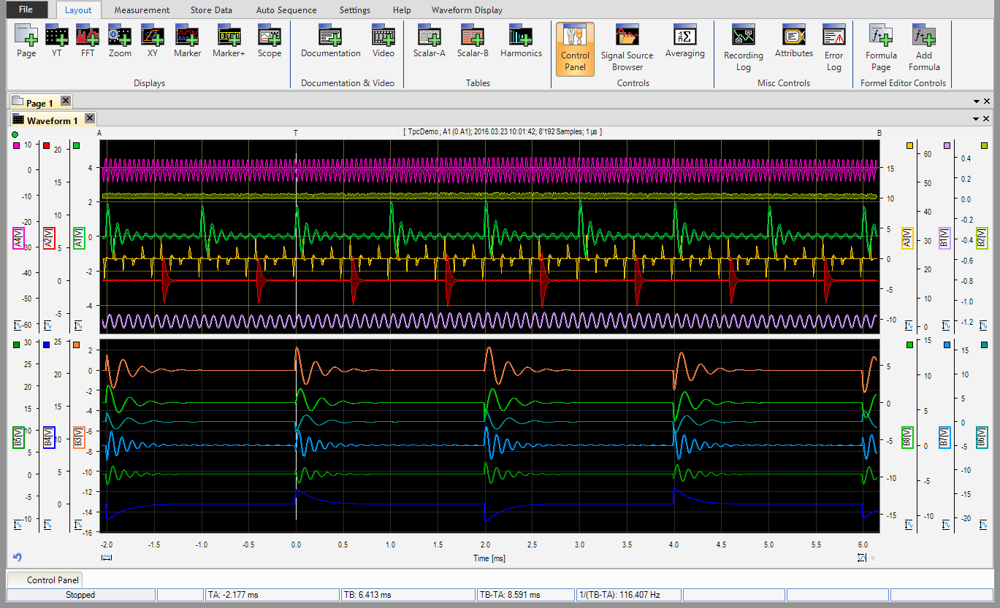 File Layout Measurement Store Data Auto Sequence Settings Help Waveform Display
Page YT FFT Zoom XY Marker Marker+ Scope Documentation Video Scalar-A Scalar-B Harmonics Control Panel Signal Source Browser Averaging Recording Log Attributes Error Log Formula Page Add Formula
Displays Documentation & Video Tables Controls Misc Controls Formel Editor Controls
Page 1
Waveform 1
A T [ TpcDemo ; A1 (0.A1); 2016.03.23 10:01:42; 8'192 Samples; 1 µs ] B
10 0 -10 -20 -30 -40 -50 -60
A4[V]
20 15 10 5 0 -5
A2[V]
4 2 0 -2 -4
A1[V]
15 10 5 0 -5 -10
A3[V]
60 50 40 30 20 10 0
B1[V]
0.4 0.2 0.0 -0.2 -0.4 -0.6 -0.8 -1.0 -1.2
B2[V]
30 25 20 15 10 5 0 -5 -10
B5[V]
25 20 15 10 5 0
B4[V]
2 0 -2 -4 -6 -8 -10 -12 -14 -16
B3[V]
5 0 -5 -10 -15
B8[V]
15 10 5 0 -5 -10
B7[V]
15 10 5 0 -5 -10 -15 -20
B6[V]
-2.0 -1.5 -1.0 -0.5 0.0 0.5 1.0 1.5 2.0 2.5 3.0 3.5 4.0 4.5 5.0 5.5 6.0
Time [ms]
Control Panel
Stopped TA: -2.177 ms TB: 6.413 ms TB-TA: 8.591 ms 1/(TB-TA): 116.407 Hz